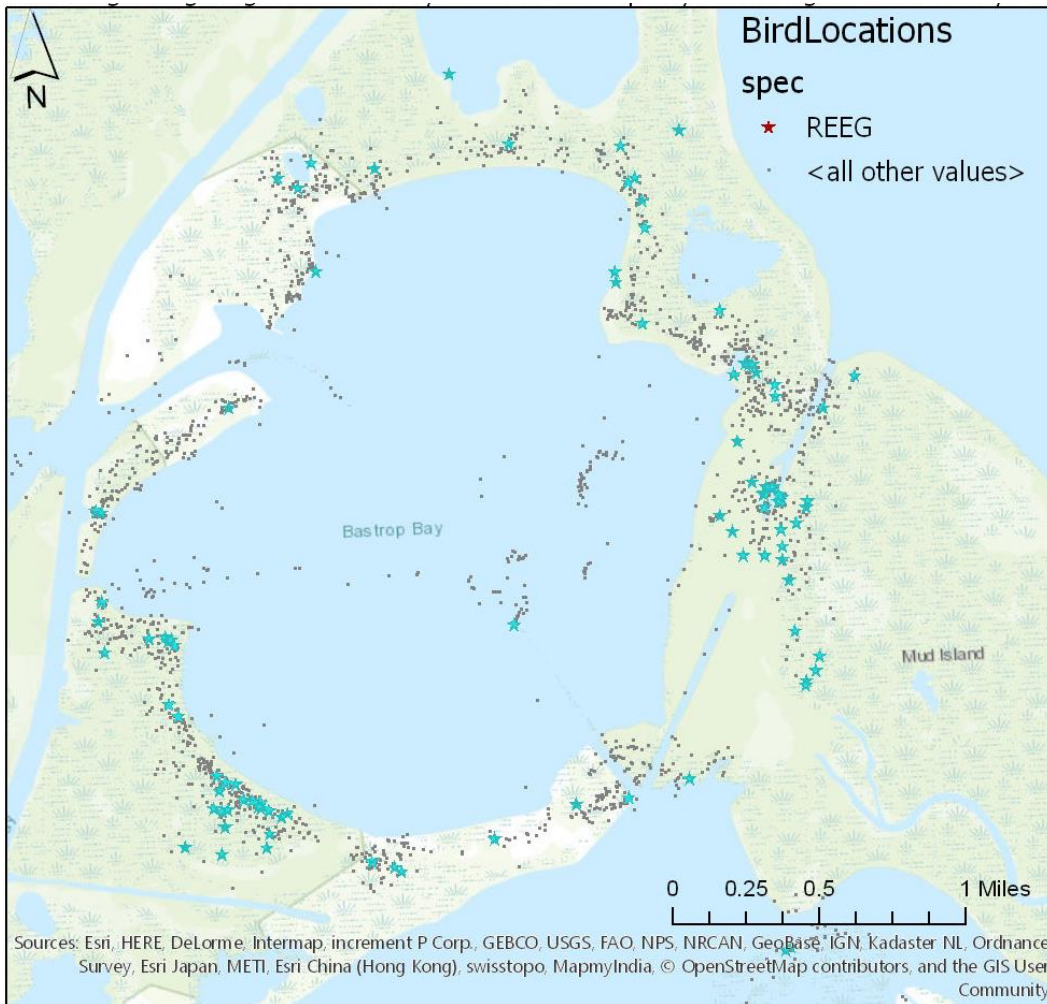 BirdLocations
spec
REEG
<all other values>
N
Bastrop Bay
Mud Island
0 0.25 0.5 1 Miles
Sources: Esri, HERE, DeLorme, Intermap, increment P Corp., GEBCO, USGS, FAO, NPS, NRCAN, GeoBase, IGN, Kadaster NL, Ordnance
Survey, Esri Japan, METI, Esri China (Hong Kong), swisstopo, MapmyIndia, © OpenStreetMap contributors, and the GIS User
Community